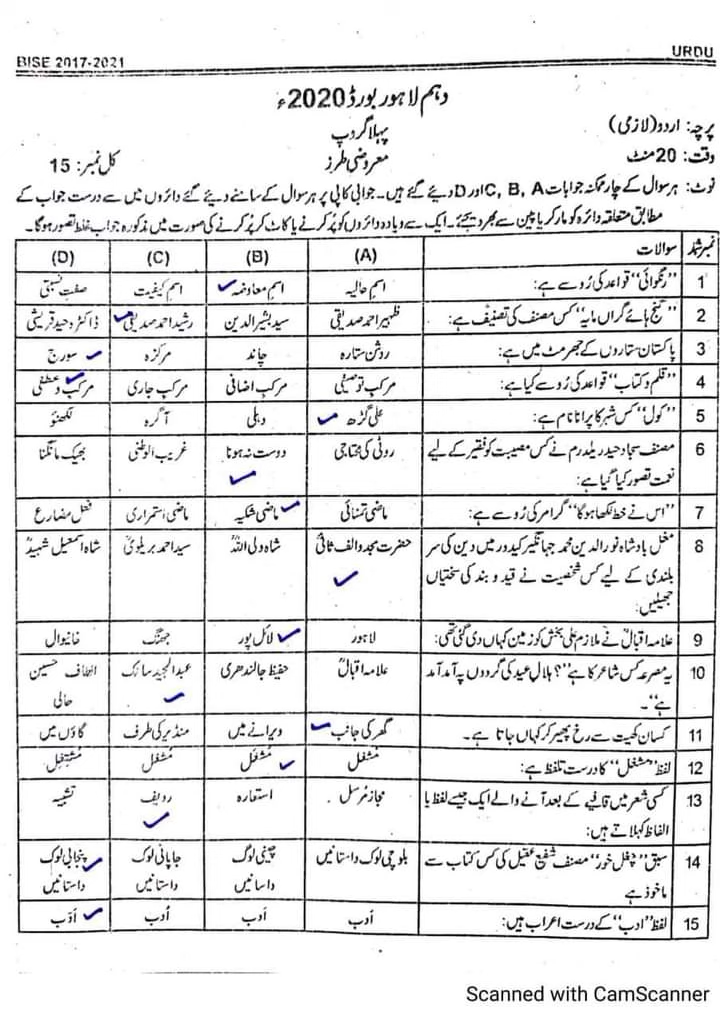 BISE 2017-2021 URDU
دہم لاہور بورڈ 2020ء
پرچہ: اردو (لازمی)
پہلا گروپ
وقت: 20 منٹ معروضی طرز کل نمبر: 15
نوٹ: ہر سوال کے چار ممکنہ جوابات C, B, A اور D دیئے گئے ہیں۔ جوابی کاپی پر ہر سوال کے سامنے دیئے گئے دائروں میں سے درست جواب کے
مطابق متعلقہ دائرہ کو مارکر یا پین سے بھر دیجئے۔ ایک سے زیادہ دائروں کو پُر کرنے یا کاٹ کر پُر کرنے کی صورت میں مذکورہ جواب غلط تصور ہوگا۔
نمبر شمار سوالات (A) (B) (C) (D)
1 "رنگوائی" قواعد کی رُو سے ہے: اسم حالیہ اسم معاوضہ اسم کیفیت صفت نسبتی
2 "گنج ہائے گراں مایہ" کس مصنف کی تصنیف ہے: ظہیر احمد صدیقی سید بشیر الدین رشید احمد صدیقی ڈاکٹر وحید قریشی
3 پاکستان ستاروں کے جھرمٹ میں ہے: روشن ستارہ چاند مرکزہ سورج
4 "قلم و کتاب" قواعد کی رُو سے کیا ہے: مرکب توصیفی مرکب اضافی مرکب جاری مرکب عطفی
5 "کول" کس شہر کا پرانا نام ہے: علی گڑھ دہلی آگرہ لکھنؤ
6 مصنف سجاد حیدر یلدرم نے کس مصیبت کو فقیر کے لیے روٹی کی محتاجی دوست نہ ہونا غریب الوطنی بھیک مانگنا
نعمت تصور کیا گیا ہے:
7 "اس نے خط لکھا ہوگا" گرامر کی رُو سے ہے: ماضی تمنائی ماضی شکیہ ماضی استمراری فعل مضارع
8 مغل بادشاہ نور الدین محمد جہانگیر کے دور میں دین کی سر حضرت مجدد الف ثانیؒ شاہ ولی اللہؒ سید احمد بریلویؒ شاہ اسمٰعیل شہیدؒ
بلندی کے لیے کس شخصیت نے قید و بند کی سختیاں
جھیلیں:
9 علامہ اقبالؒ نے ملازم علی بخش کو زمین کہاں دی گئی تھی: لاہور لائل پور جھنگ خانیوال
10 یہ مصرعہ کس شاعر کا ہے؟ "ہلالِ عید کی گردوں پہ آمد آمد علامہ اقبالؒ حفیظ جالندھری عبدالمجید سالک الطاف حسین
ہے"۔ حالی
11 کسان کھیت سے رخ پھیر کر کہاں جاتا ہے۔ گھر کی جانب ویرانے میں منڈیر کی طرف گاؤں میں
12 لفظ "مشغل" کا درست تلفظ ہے: مشغل مشغل مشغل مشتغل
13 کسی شعر میں قافیے کے بعد آنے والے ایک جیسے لفظ یا مجاز مرسل استعارہ ردیف تشبیہ
الفاظ کہلاتے ہیں:
14 سبق "چغل خور" مصنف شفیع عقیل کی کس کتاب سے بلوچی لوک داستانیں چینی لوگ جاپانی لوک پنجابی لوک
ماخوذ ہے داسانیں داستانیں داستانیں
15 لفظ "ادب" کے درست اعراب ہیں: اَدب اَدب اُدب اَدَب
Scanned with CamScanner